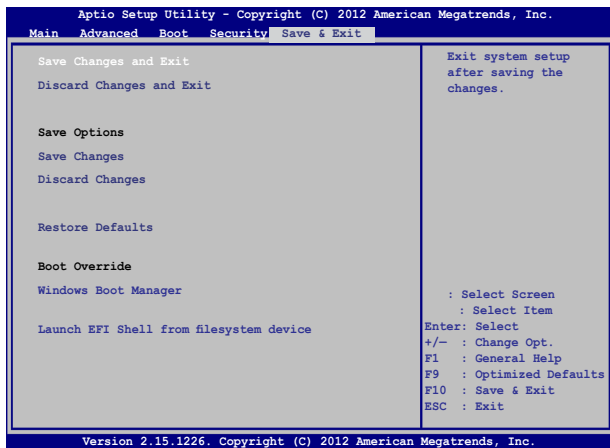 Aptio Setup Utility - Copyright (C) 2012 American Megatrends, Inc.
Main Advanced Boot Security Save & Exit
Save Changes and Exit
Discard Changes and Exit
Save Options
Save Changes
Discard Changes
Restore Defaults
Boot Override
Windows Boot Manager
Launch EFI Shell from filesystem device
Exit system setup
after saving the
changes.
: Select Screen
: Select Item
Enter: Select
+/— : Change Opt.
F1 : General Help
F9 : Optimized Defaults
F10 : Save & Exit
ESC : Exit
Version 2.15.1226. Copyright (C) 2012 American Megatrends, Inc.